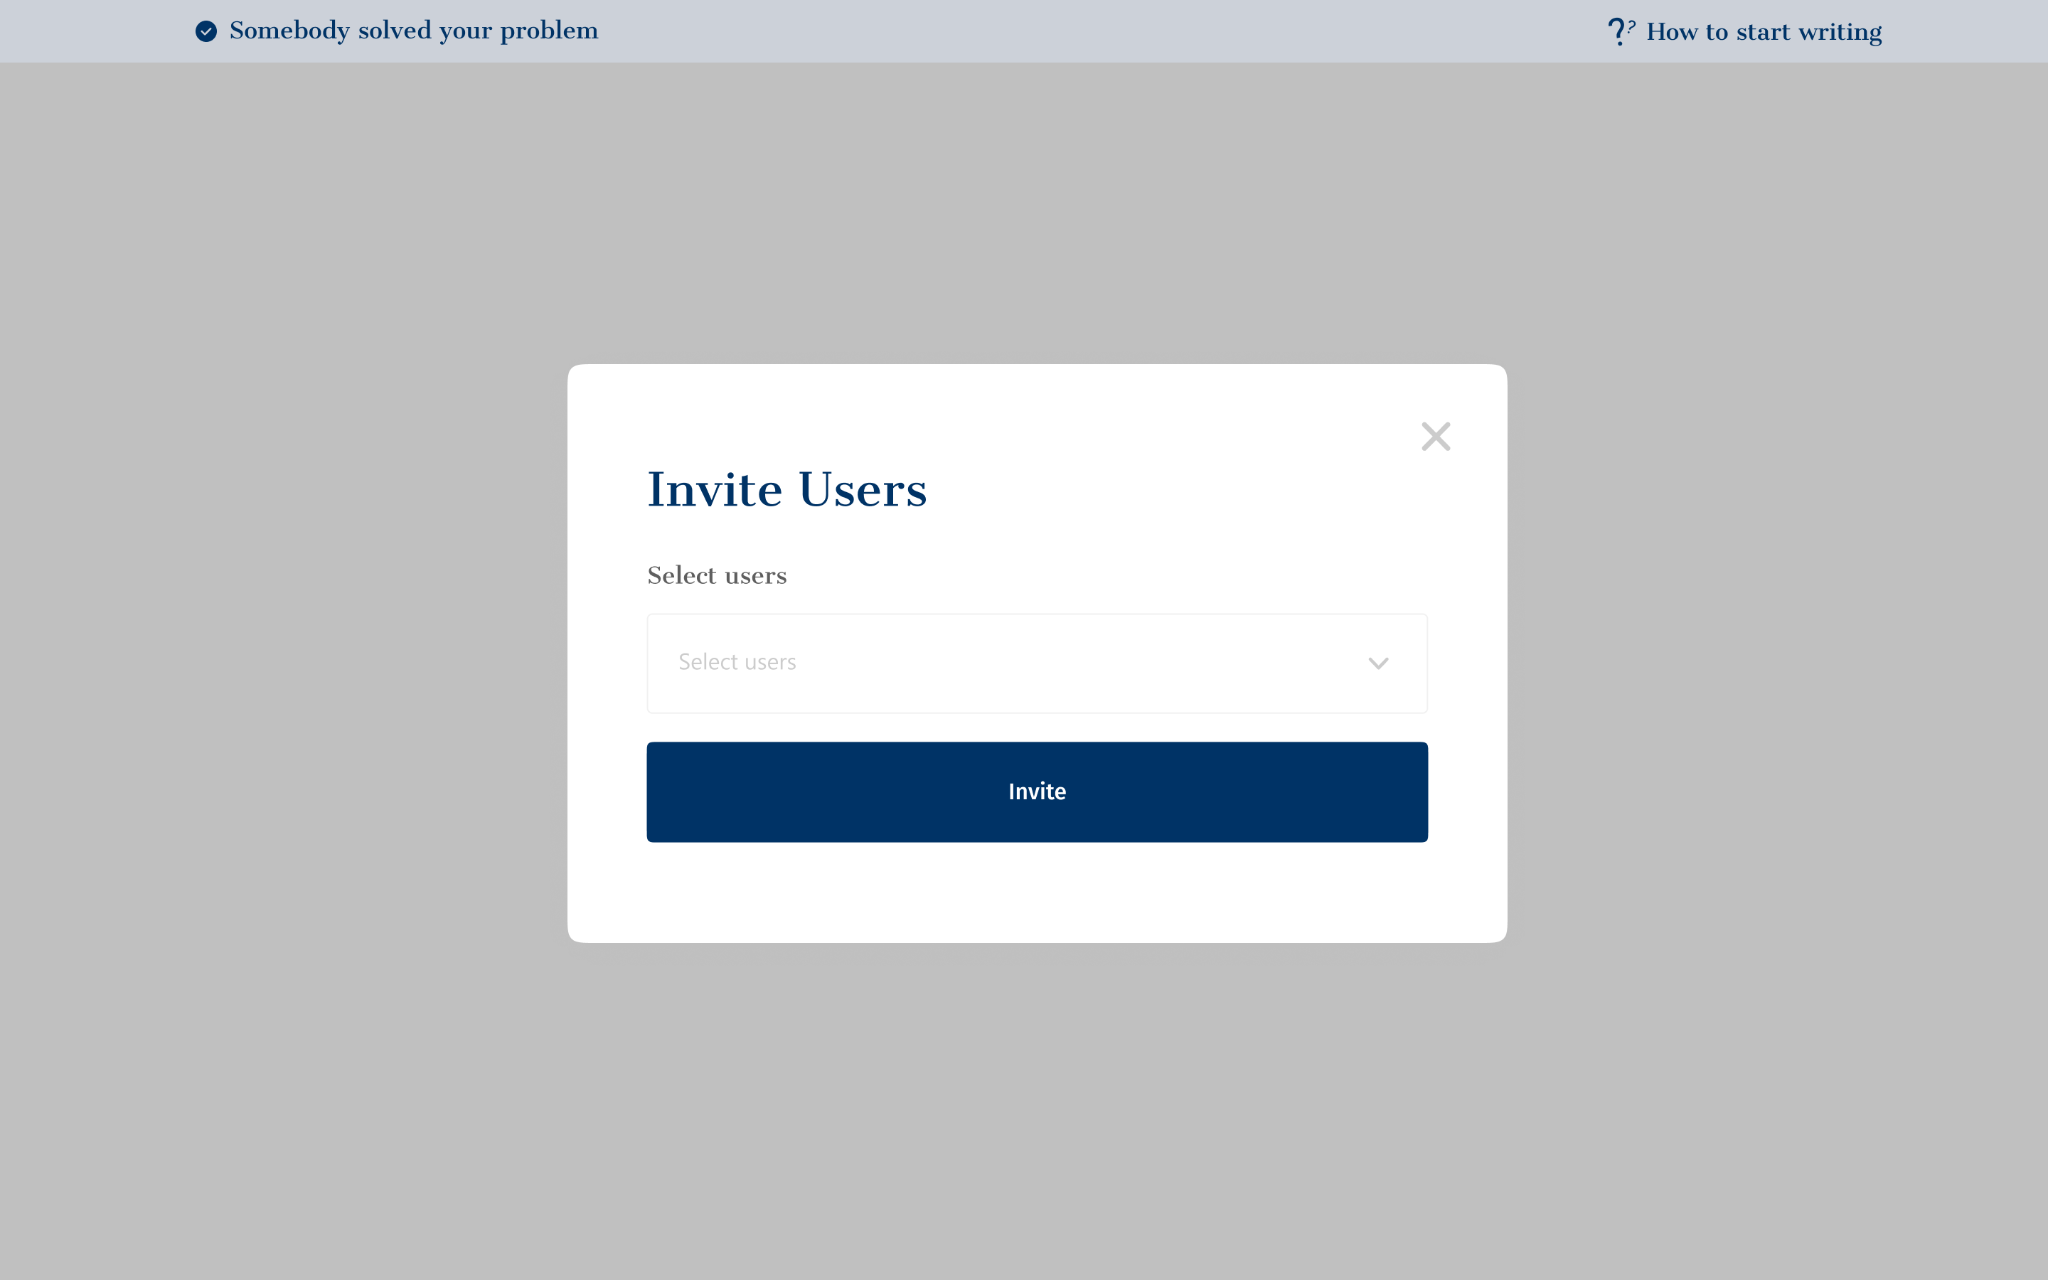 Somebody solved your problem
How to start writing
Invite Users
Select users
Select users
Invite